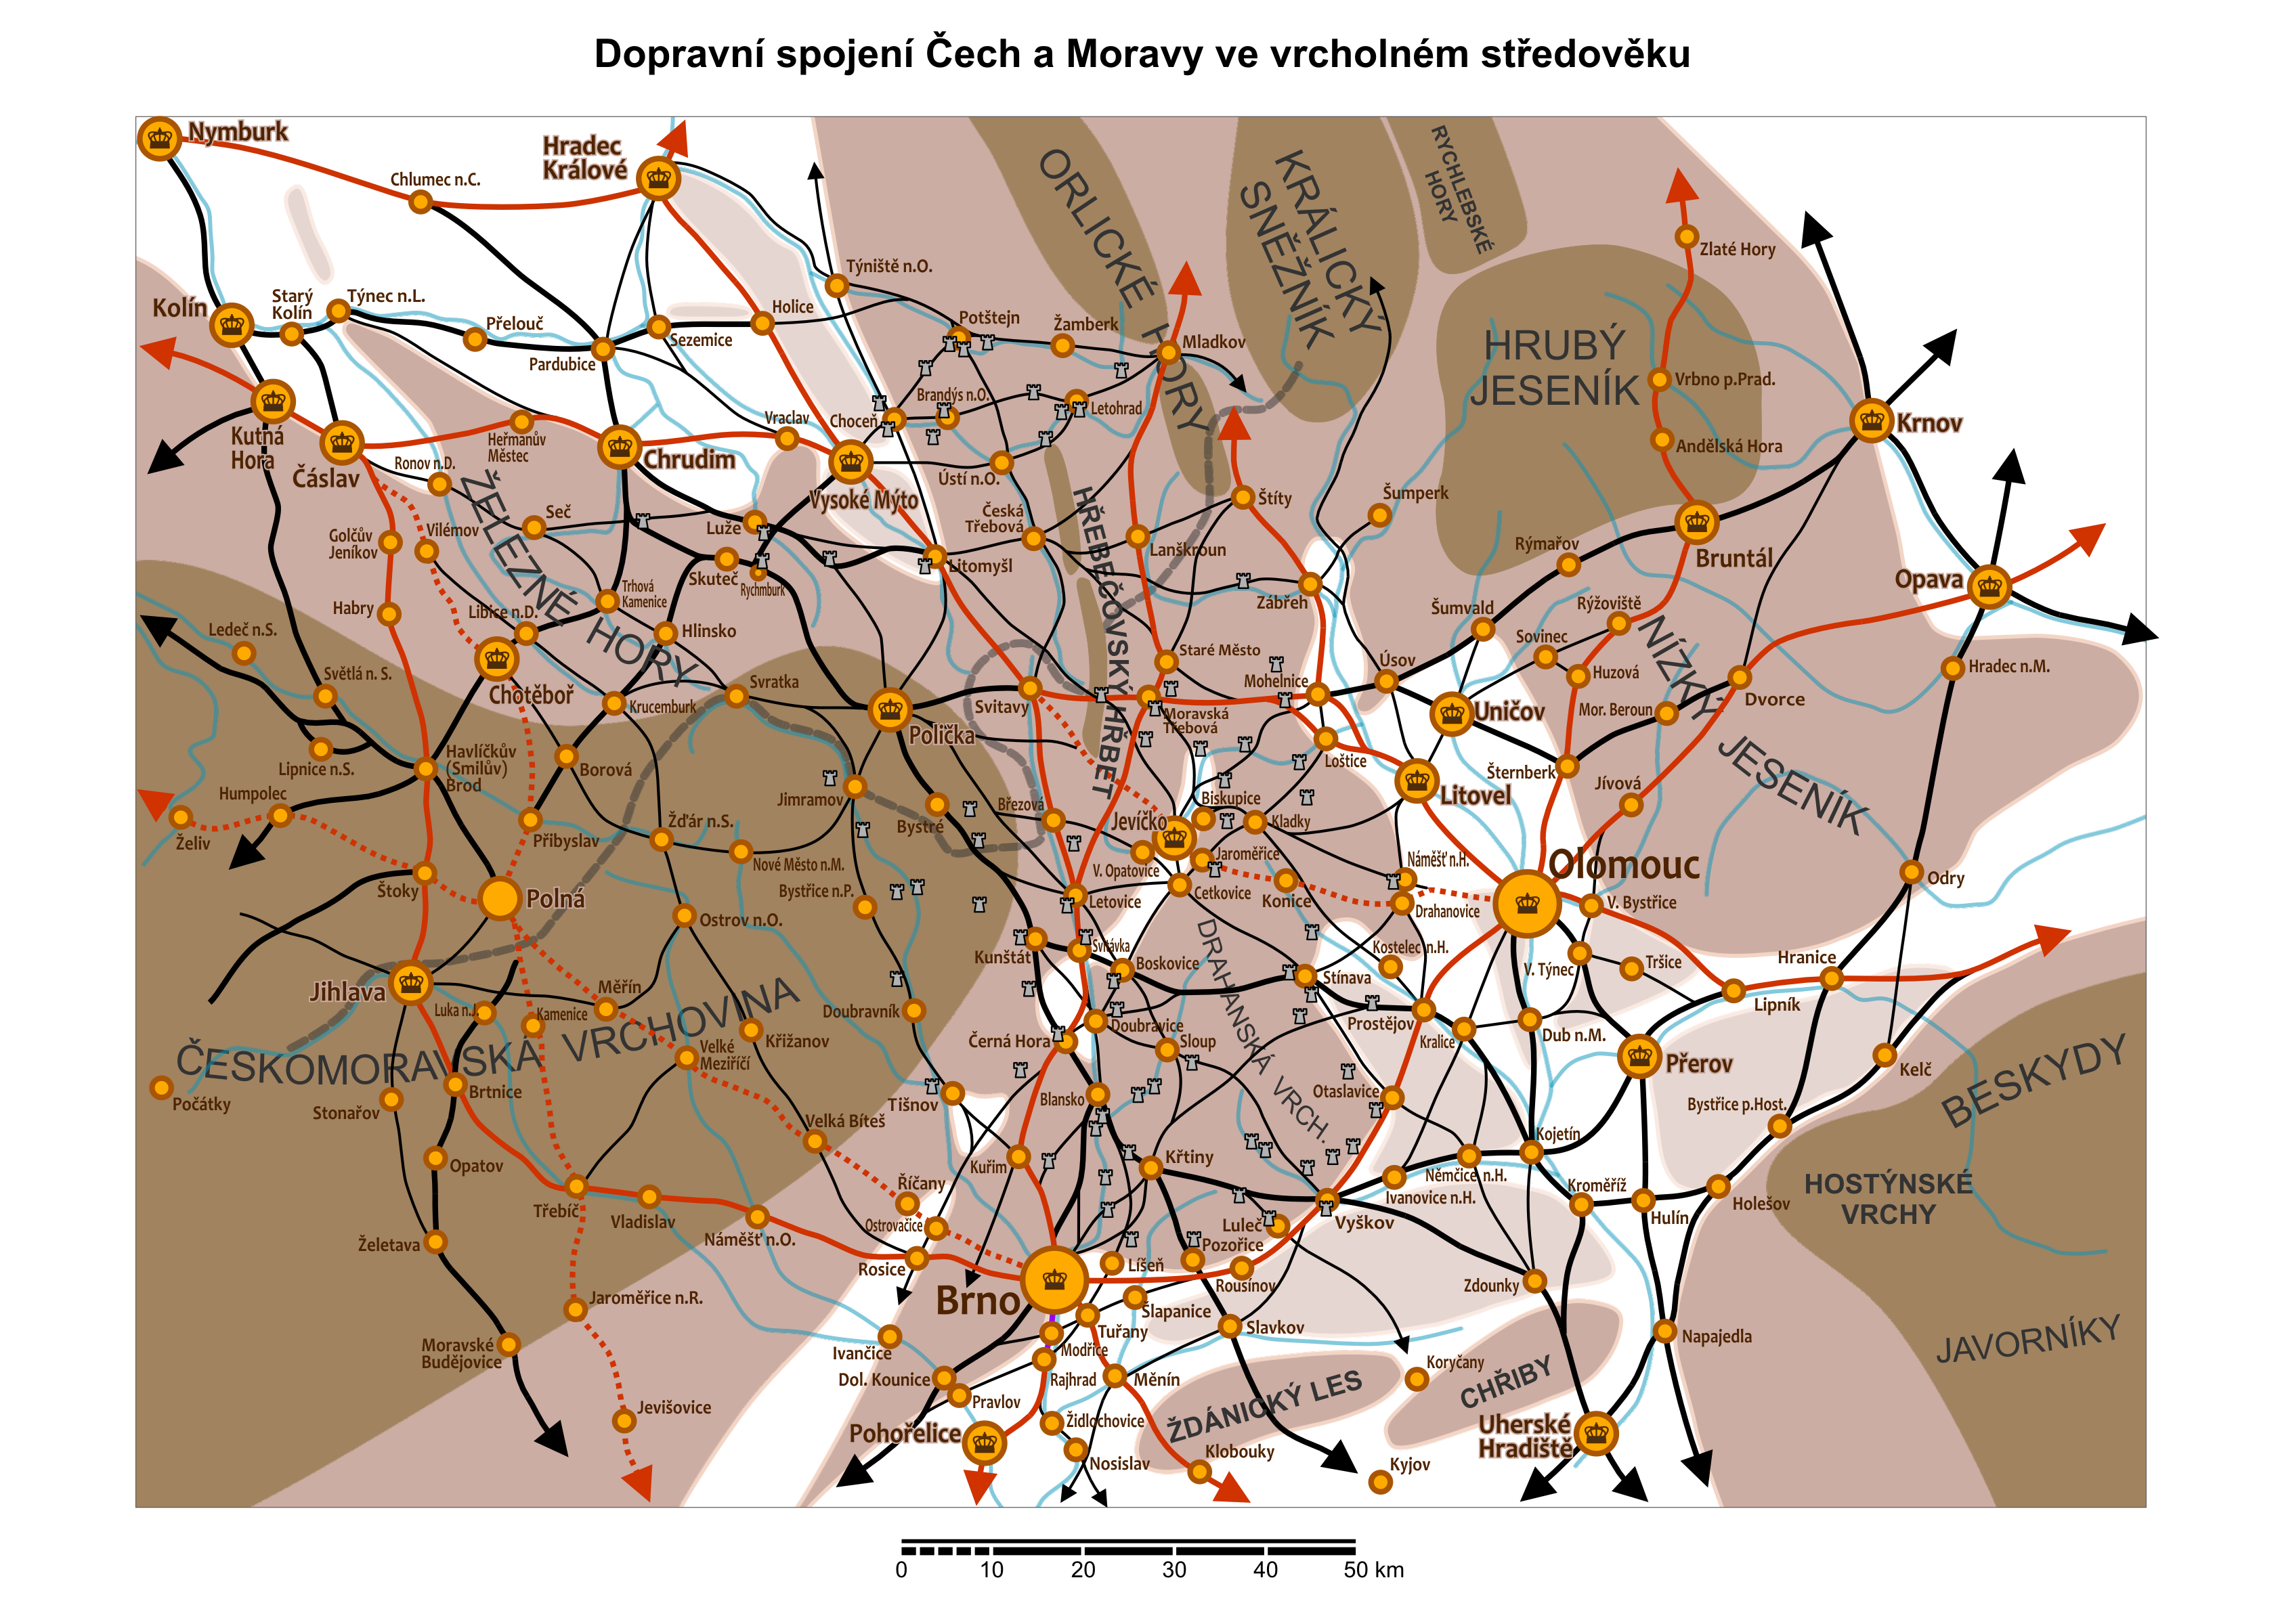 Dopravní spojení Čech a Moravy ve vrcholném středověku
Nymburk
Hradec
Králové
Chlumec n.C.
ORLICKÉ HORY
KRÁLICKÝ
SNĚŽNÍK
RYCHLEBSKÉ
HORY
Zlaté Hory
Týniště n.O.
Kolín
Starý
Kolín
Týnec n.L.
Přelouč
Pardubice
Sezemice
Holice
Potštejn
Žamberk
Mladkov
HRUBÝ
JESENÍK
Vrbno p.Prad.
Andělská Hora
Krnov
Kutná
Hora
Čáslav
Heřmanův
Městec
Chrudim
Vraclav
Choceň
Brandýs n.O.
Letohrad
Vysoké Mýto
Ústí n.O.
Česká
Třebová
Lanškroun
Štíty
Šumperk
Bruntál
Opava
Ronov n.D.
ŽELEZNÉ HORY
Seč
Golčův
Jeníkov
Vilémov
Luže
Skuteč
Rychmburk
Litomyšl
HŘEBEČOVSKÝ HŘBET
Zábřeh
Rýmařov
Šumvald
Rýžoviště
Sovinec
Huzová
NÍZKÝ
JESENÍK
Habry
Trhová
Kamenice
Libice n.D.
Hlinsko
Ledeč n.S.
Světlá n. S.
Chotěboř
Krucemburk
Svratka
Polička
Svitavy
Staré Město
Moravská
Třebová
Mohelnice
Úsov
Uničov
Mor. Beroun
Dvorce
Hradec n.M.
Lipnice n.S.
Havlíčkův
(Smilův)
Brod
Borová
Jimramov
Bystré
Březová
Jevíčko
Biskupice
Kladky
Loštice
Litovel
Šternberk
Jívová
Humpolec
Želiv
Přibyslav
Žďár n.S.
Nové Město n.M.
Bystřice n.P.
V. Opatovice
Jaroměřice
Cetkovice
Konice
Náměšť n.H.
Drahanovice
Olomouc
V. Bystřice
Odry
Štoky
Polná
Ostrov n.O.
Letovice
Kunštát
Svitávka
Boskovice
DRAHANSKÁ VRCH.
Stínava
Kostelec n.H.
V. Týnec
Tršice
Lipník
Hranice
Jihlava
Luka n.J.
Kamenice
Měřín
Velké
Meziříčí
Křižanov
Doubravník
Černá Hora
Doubravice
Sloup
Prostějov
Kralice
Dub n.M.
Přerov
Kelč
ČESKOMORAVSKÁ VRCHOVINA
Počátky
Stonařov
Brtnice
Tišnov
Blansko
Otaslavice
Bystřice p.Host.
BESKYDY
Opatov
Velká Bíteš
Kuřim
Křtiny
Němčice n.H.
Ivanovice n.H.
Kojetín
Kroměříž
Hulín
Holešov
HOSTÝNSKÉ
VRCHY
Želetava
Třebíč
Vladislav
Náměšť n.O.
Říčany
Ostrovačice
Rosice
Brno
Líšeň
Pozořice
Luleč
Vyškov
Rousínov
Zdounky
Jaroměřice n.R.
Moravské
Budějovice
Jevišovice
Ivančice
Dol. Kounice
Pravlov
Tuřany
Šlapanice
Modřice
Rajhrad
Měnín
Slavkov
ŽDÁNICKÝ LES
Koryčany
CHŘIBY
Napajedla
JAVORNÍKY
Pohořelice
Židlochovice
Nosislav
Klobouky
Kyjov
Uherské
Hradiště
0 10 20 30 40 50 km